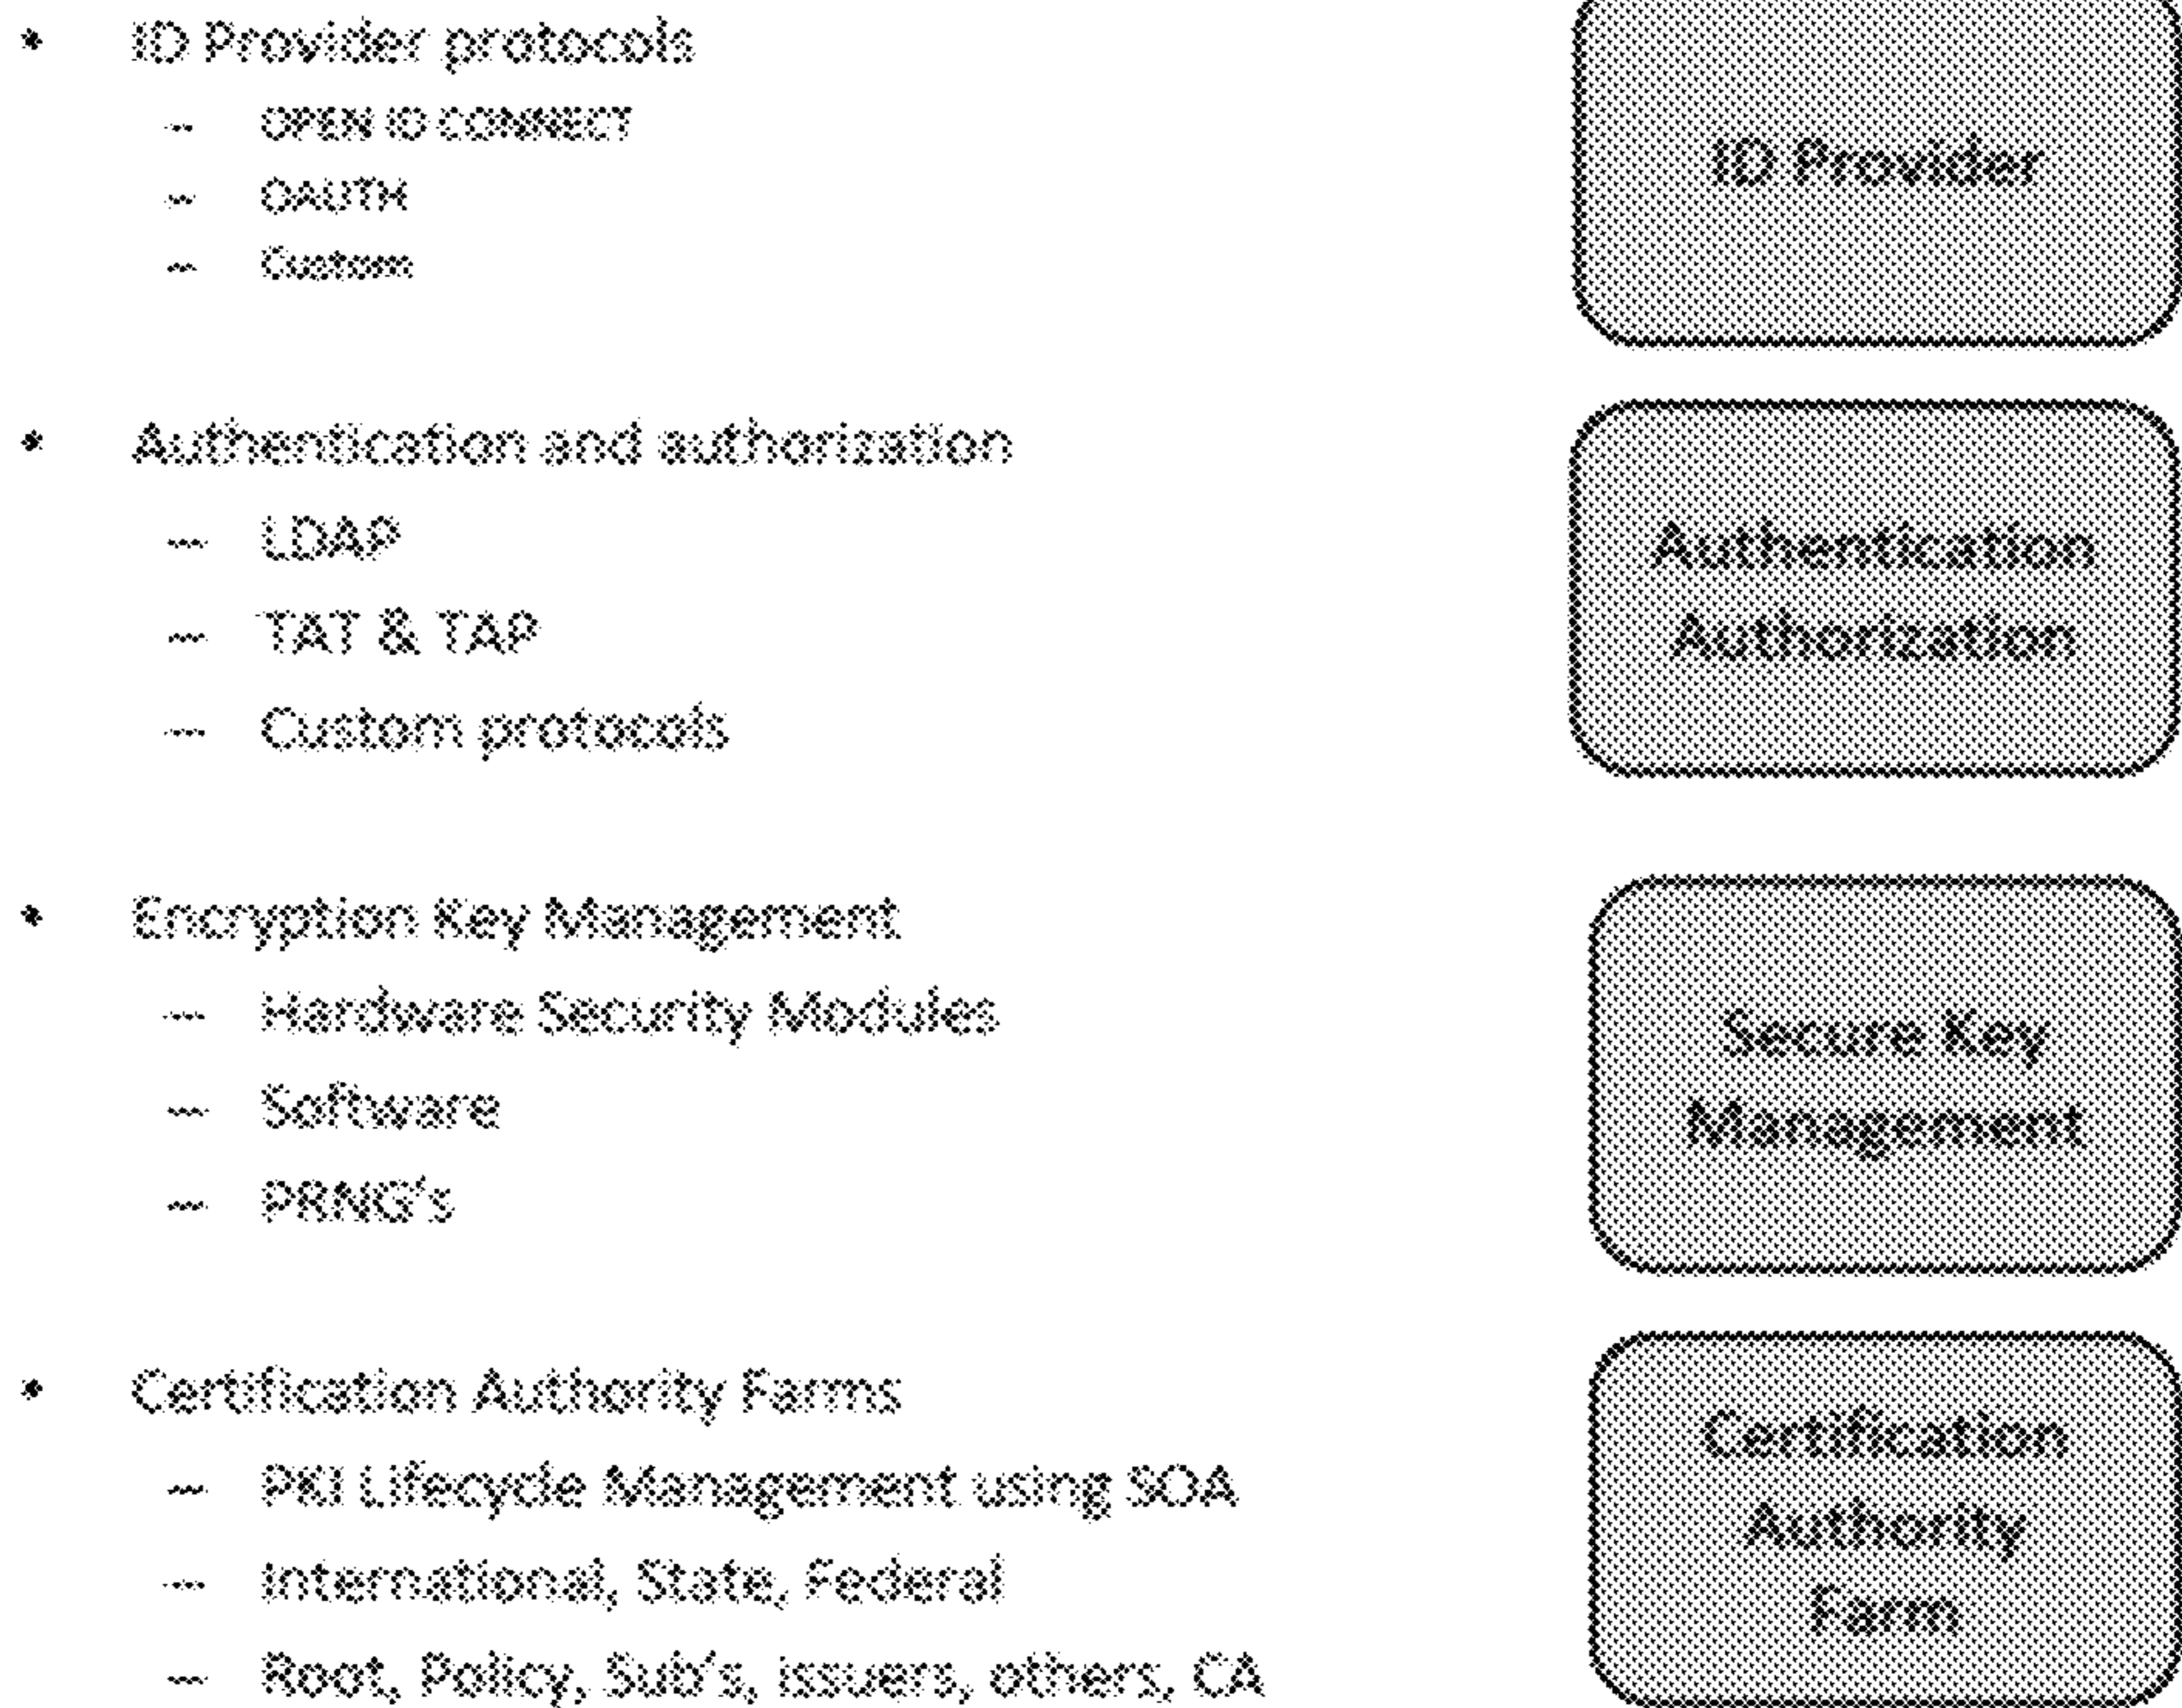 • ID Provider protocols
– OPEN ID CONNECT
– OAUTH
– Custom
ID Provider
• Authentication and authorization
– LDAP
– TAT & TAP
– Custom protocols
Authentication
Authorization
• Encryption Key Management
– Hardware Security Modules
– Software
– PRNG's
Secure Key
Management
• Certification Authority Farms
– PKI Lifecycle Management using SOA
– International, State, Federal
– Root, Policy, Sub's, issuers, others, CA
Certification
Authority
Farm